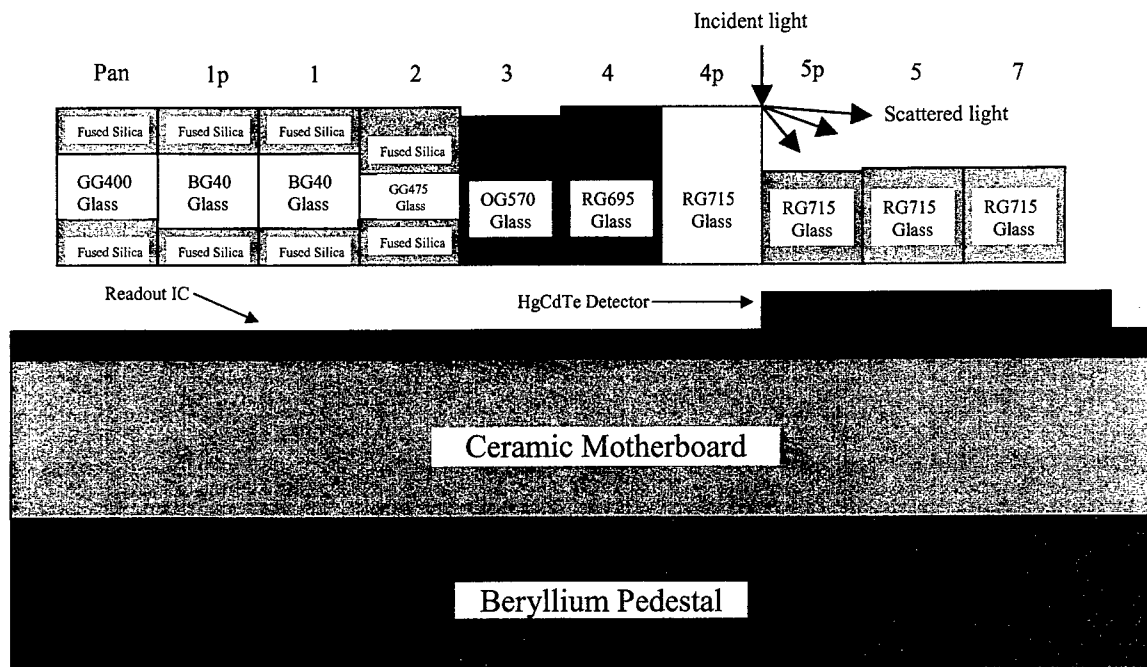 Incident light
Pan 1p 1 2 3 4 4p 5p 5 7
Scattered light
Fused Silica Fused Silica Fused Silica
Fused Silica
GG400
Glass
BG40
Glass
BG40
Glass
GG475
Glass
OG570
Glass
RG695
Glass
RG715
Glass
RG715
Glass
RG715
Glass
RG715
Glass
Fused Silica Fused Silica Fused Silica
Fused Silica
Readout IC
HgCdTe Detector
Ceramic Motherboard
Beryllium Pedestal